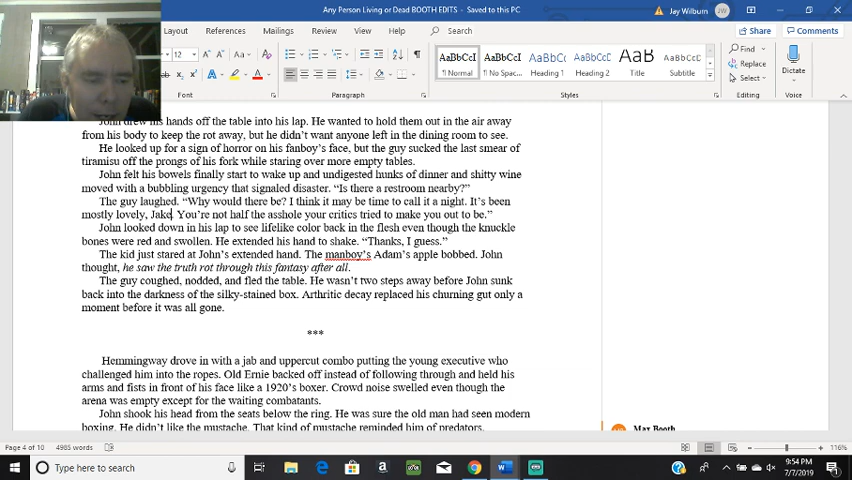 Any Person Living or Dead BOOTH EDITS - Saved to this PC
Jay Wilburn
JW
Layout
References
Mailings
Review
View
Help
Search
Share
Comments
12
Aa
AaBbCcI
AaBbCcI
AaBbCcI
AaBbCcI
AaB
AaBbCcI
¶ Normal
¶ No Spac...
Heading 1
Heading 2
Title
Subtitle
Find
Replace
Select
Dictate
Paragraph
Styles
Editing
Voice
John drew his hands off the table into his lap. He wanted to hold them out in the air away
from his body to keep the rot away, but he didn't want anyone left in the dining room to see.
He looked up for a sign of horror on his fanboy's face, but the guy sucked the last smear of
tiramisu off the prongs of his fork while staring over more empty tables.
John felt his bowels finally start to wake up and undigested hunks of dinner and shitty wine
moved with a bubbling urgency that signaled disaster. "Is there a restroom nearby?"
The guy laughed. "Why would there be? I think it may be time to call it a night. It's been
mostly lovely, Jake. You're not half the asshole your critics tried to make you out to be."
John looked down in his lap to see lifelike color back in the flesh even though the knuckle
bones were red and swollen. He extended his hand to shake. "Thanks, I guess."
The kid just stared at John's extended hand. The manboy's Adam's apple bobbed. John
thought, he saw the truth rot through this fantasy after all.
The guy coughed, nodded, and fled the table. He wasn't two steps away before John sunk
back into the darkness of the silky-stained box. Arthritic decay replaced his churning gut only a
moment before it was all gone.
***
Hemmingway drove in with a jab and uppercut combo putting the young executive who
challenged him into the ropes. Old Ernie backed off instead of following through and held his
arms and fists in front of his face like a 1920's boxer. Crowd noise swelled even though the
arena was empty except for the waiting combatants.
John shook his head from the seats below the ring. He was sure the old man had seen modern
boxing. He didn't like the mustache. That kind of mustache reminded him of predators.
Max Booth
Page 4 of 10
4985 words
116%
Type here to search
9:54 PM
7/7/2019